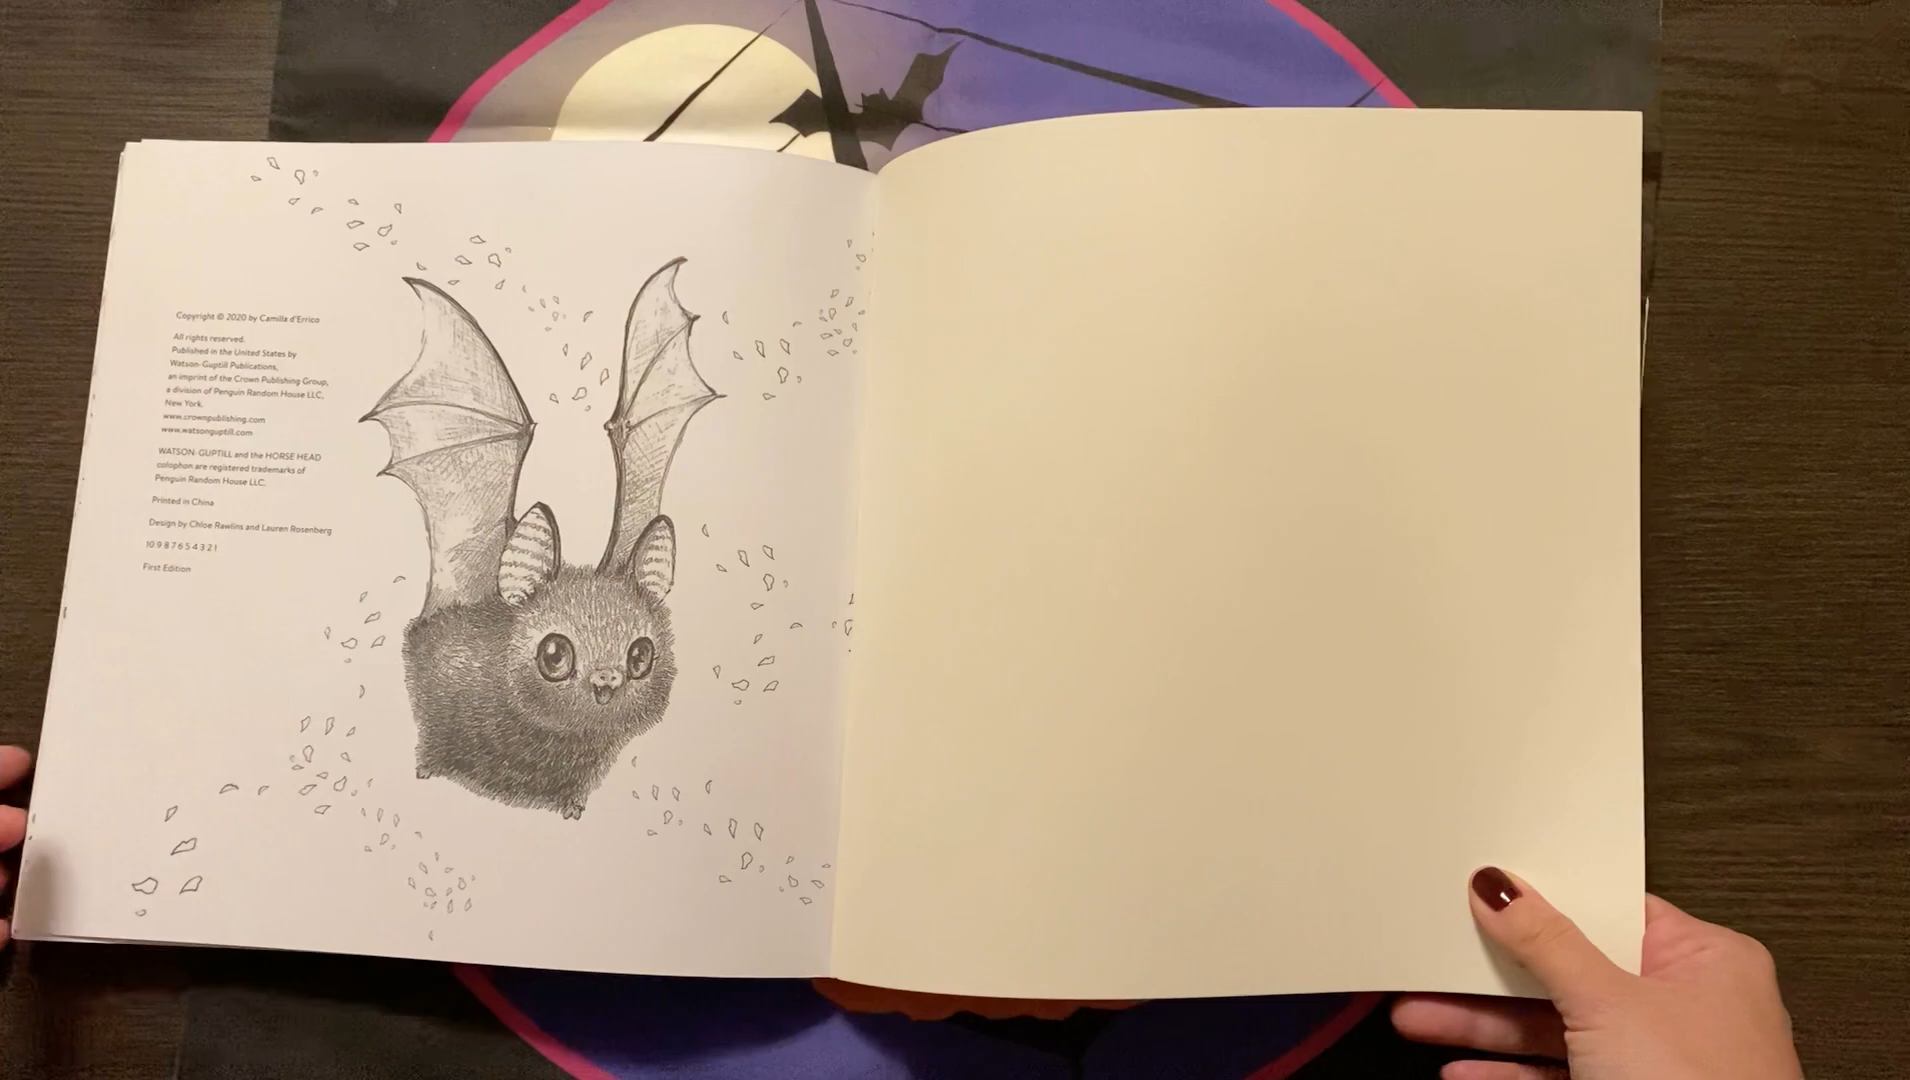 Copyright © 2020 by Camilla d'Errico
All rights reserved.
Published in the United States by
Watson-Guptill Publications,
an imprint of the Crown Publishing Group,
a division of Penguin Random House LLC,
New York.
www.crownpublishing.com
www.watsonguptill.com
WATSON-GUPTILL and the HORSE HEAD
colophon are registered trademarks of
Penguin Random House LLC.
Printed in China
Design by Chloe Rawlins and Lauren Rosenberg
10 9 8 7 6 5 4 3 2 1
First Edition